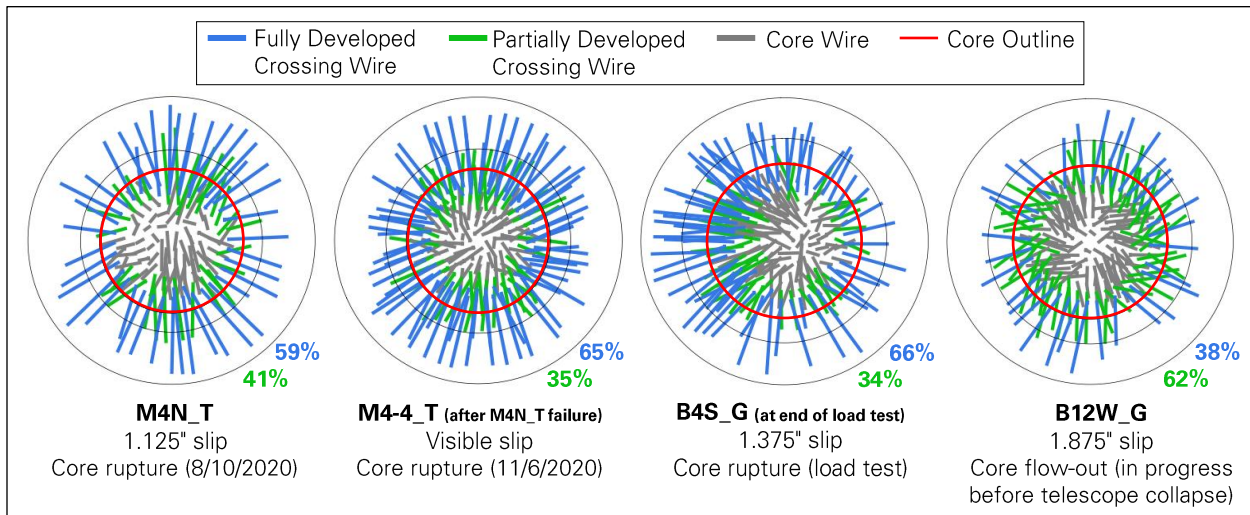 Fully Developed Crossing Wire
Partially Developed Crossing Wire
Core Wire
Core Outline
59%
41%
M4N_T
1.125" slip
Core rupture (8/10/2020)
65%
35%
M4-4_T (after M4N_T failure)
Visible slip
Core rupture (11/6/2020)
66%
34%
B4S_G (at end of load test)
1.375" slip
Core rupture (load test)
38%
62%
B12W_G
1.875" slip
Core flow-out (in progress
before telescope collapse)